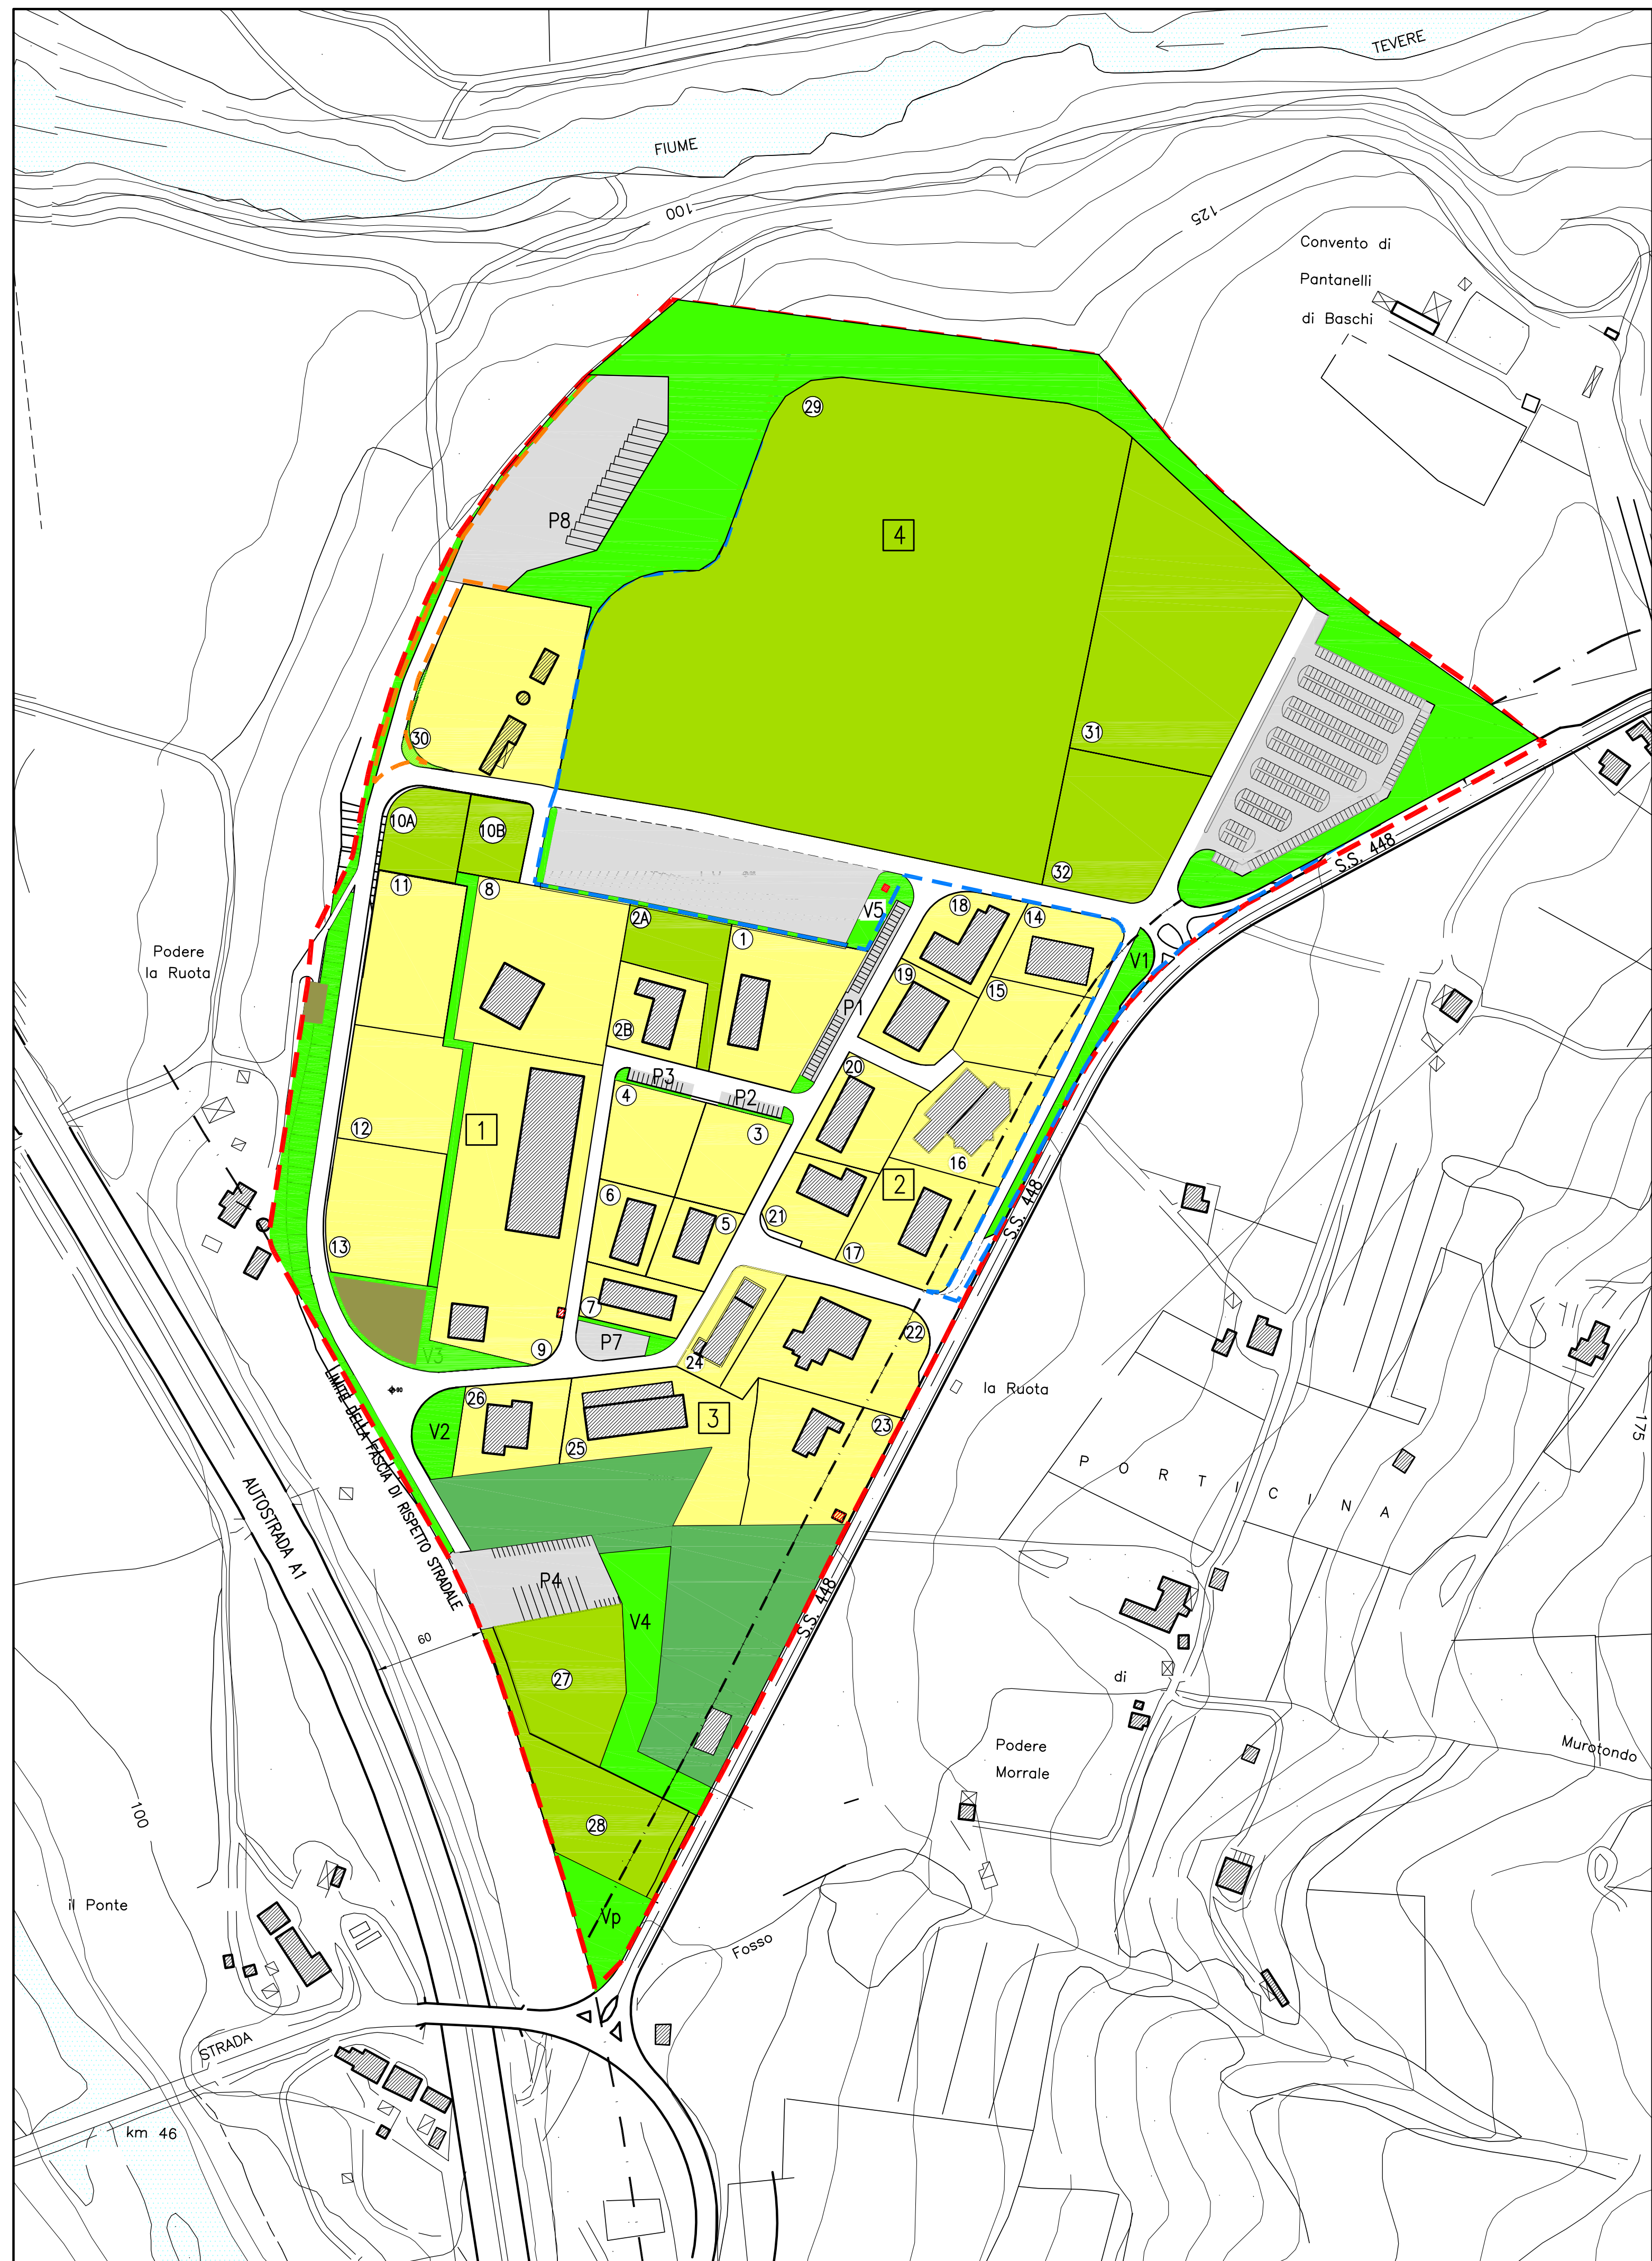 TEVERE
FIUME
100
125
Convento di
Pantanelli
di Baschi
29
P8
4
30
31
32
10A
10B
11
8
2A
1
V5
18
14
S.S. 448
V1
19
15
Podere
la Ruota
2B
P1
P3
P2
4
3
20
12
1
16
2
6
5
21
17
S.S. 448
13
7
P7
9
V3
24
22
la Ruota
26
V2
25
3
23
PORTICINA
175
LIMITE DELLA FASCIA DI RISPETTO STRADALE
AUTOSTRADA A1
P4
V4
S.S. 448
60
27
di
Podere
Morrale
Murotondo
100
28
il Ponte
Vp
Fosso
STRADA
km 46